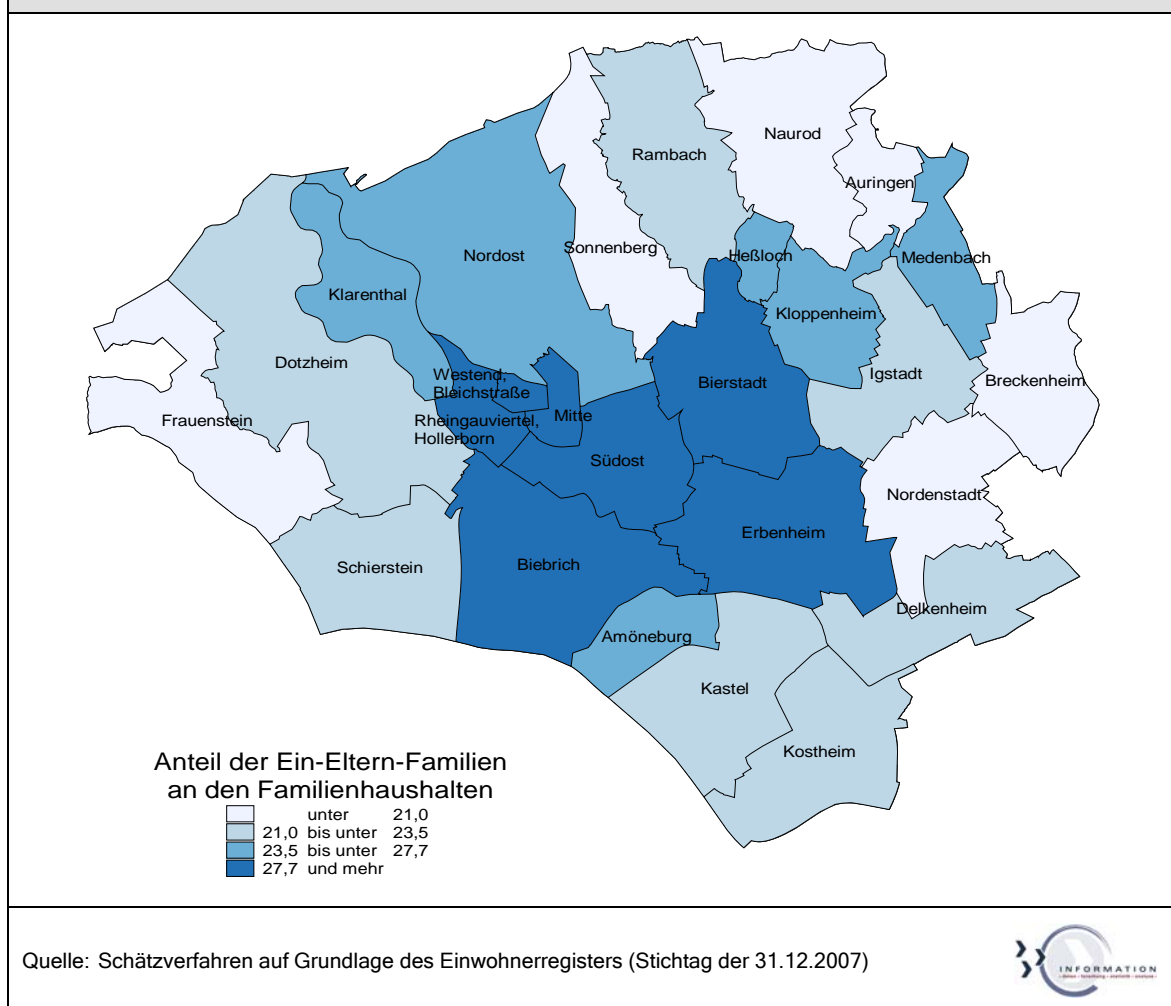 Naurod
Rambach
Auringen
Nordost
Sonnenberg
Heßloch
Medenbach
Klarenthal
Kloppenheim
Dotzheim
Westend,
Bleichstraße
Bierstadt
Igstadt
Breckenheim
Frauenstein
Rheingauviertel,
Hollerborn
Mitte
Südost
Nordenstadt
Erbenheim
Schierstein
Biebrich
Delkenheim
Amöneburg
Kastel
Kostheim
Anteil der Ein-Eltern-Familien
an den Familienhaushalten
unter 21,0
21,0 bis unter 23,5
23,5 bis unter 27,7
27,7 und mehr
Quelle: Schätzverfahren auf Grundlage des Einwohnerregisters (Stichtag der 31.12.2007)
INFORMATION